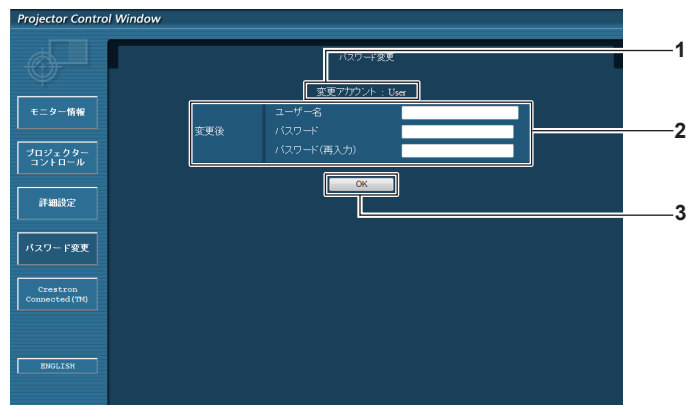 Projector Control Window
パスワード変更
変更アカウント : User
変更後
ユーザー名
パスワード
パスワード(再入力)
OK
モニター情報
プロジェクター
コントロール
詳細設定
パスワード変更
Crestron
Connected(TM)
ENGLISH
1
2
3